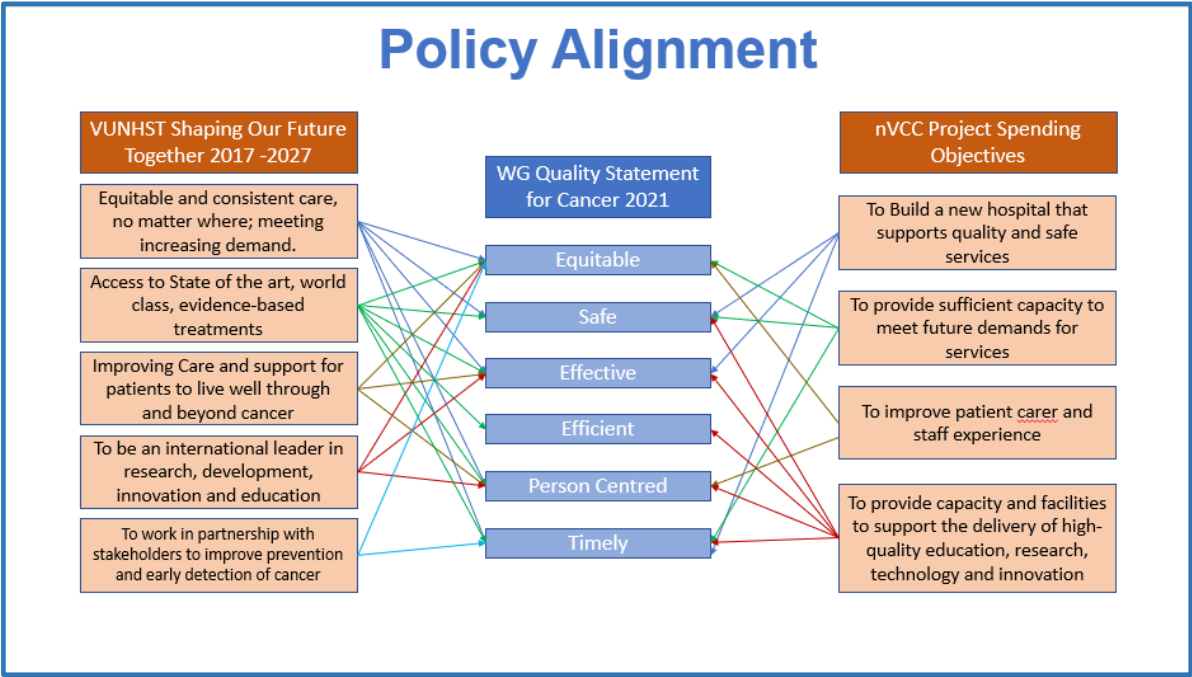 Policy Alignment
VUNHST Shaping Our Future
Together 2017 -2027
Equitable and consistent care,
no matter where; meeting
increasing demand.
Access to State of the art, world
class, evidence-based
treatments
Improving Care and support for
patients to live well through
and beyond cancer
To be an international leader in
research, development,
innovation and education
To work in partnership with
stakeholders to improve prevention
and early detection of cancer
WG Quality Statement
for Cancer 2021
Equitable
Safe
Effective
Efficient
Person Centred
Timely
nVCC Project Spending
Objectives
To Build a new hospital that
supports quality and safe
services
To provide sufficient capacity to
meet future demands for
services
To improve patient carer and
staff experience
To provide capacity and facilities
to support the delivery of high-
quality education, research,
technology and innovation